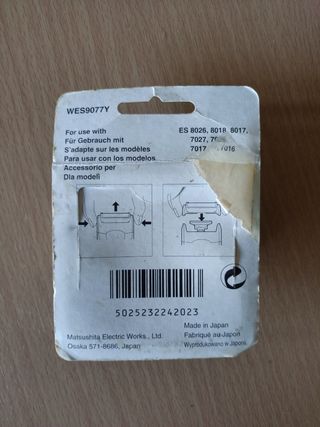 WES9077Y
For use with
Für Gebrauch mit
S'adapte sur les modèles
Para usar con los modelos
Accessorio per
Dla modeli
ES 8026, 8018, 8017,
7027, 
7017 7016
5025232242023
Matsushita Electric Works., Ltd.
Osaka 571-8686, Japan
Made in Japan
Fabriqué au Japon
Wyprodukowano w Japonii